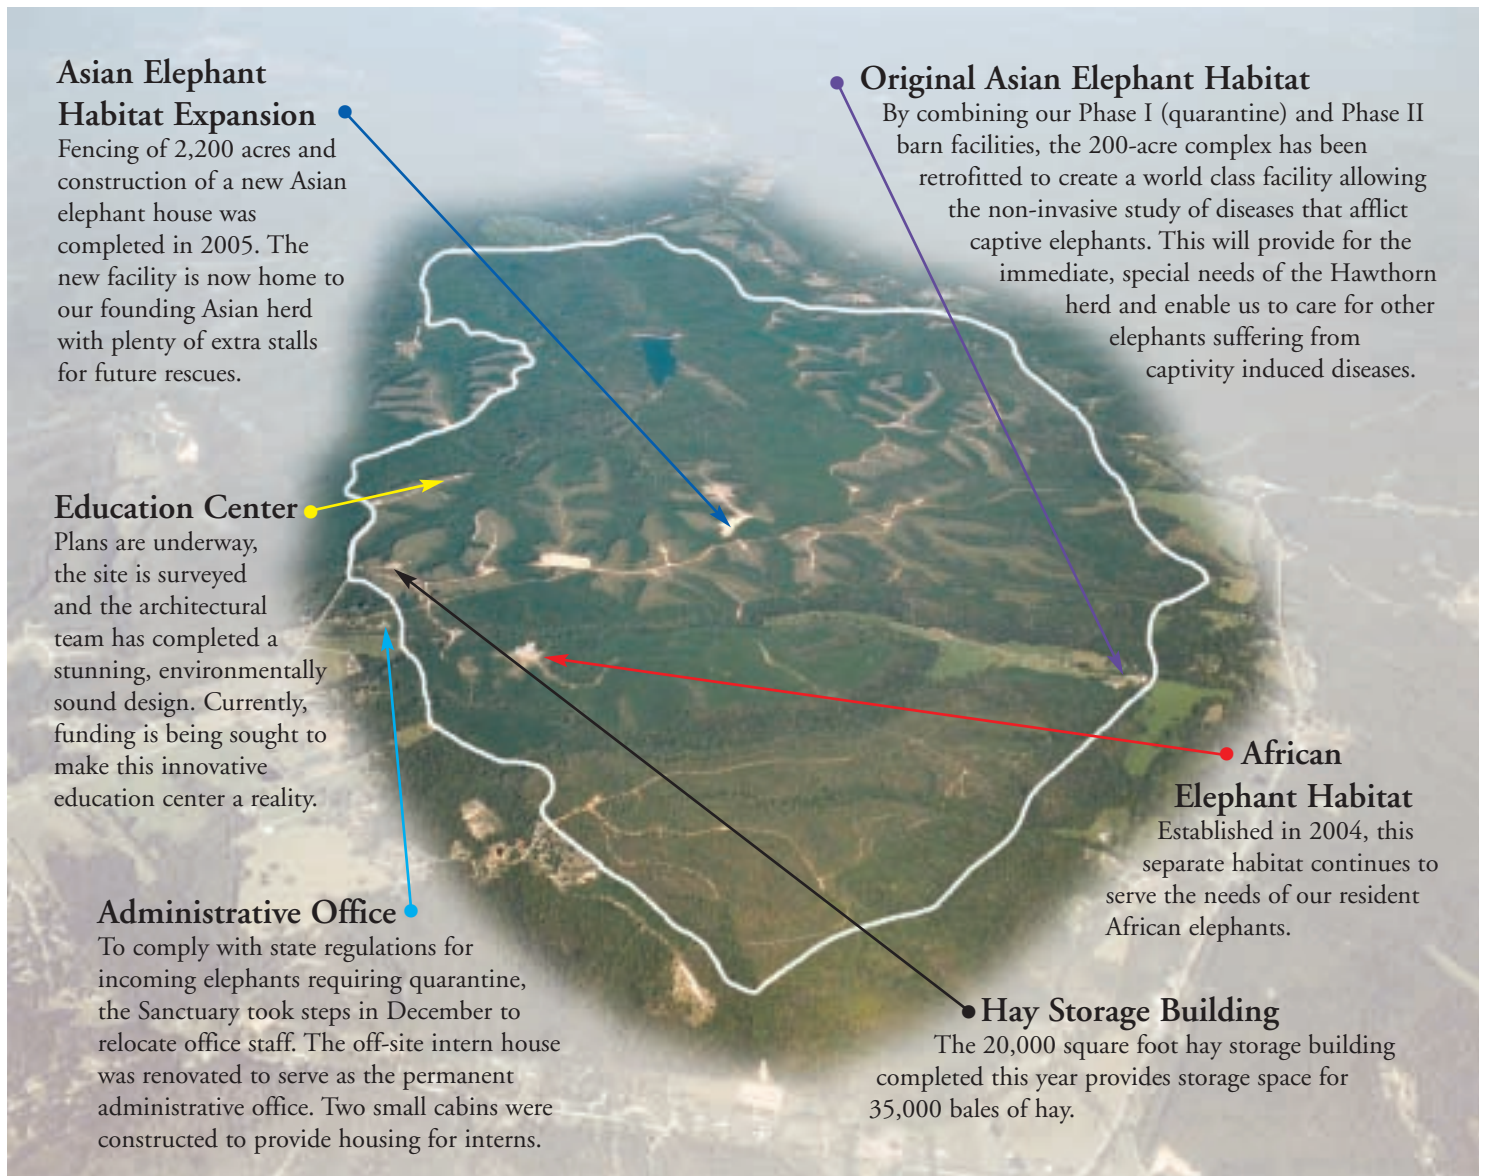 Asian Elephant
Habitat Expansion
Fencing of 2,200 acres and
construction of a new Asian
elephant house was
completed in 2005. The
new facility is now home to
our founding Asian herd
with plenty of extra stalls
for future rescues.
Original Asian Elephant Habitat
By combining our Phase I (quarantine) and Phase II
barn facilities, the 200-acre complex has been
retrofitted to create a world class facility allowing
the non-invasive study of diseases that afflict
captive elephants. This will provide for the
immediate, special needs of the Hawthorn
herd and enable us to care for other
elephants suffering from
captivity induced diseases.
Education Center
Plans are underway,
the site is surveyed
and the architectural
team has completed a
stunning, environmentally
sound design. Currently,
funding is being sought to
make this innovative
education center a reality.
African
Elephant Habitat
Established in 2004, this
separate habitat continues to
serve the needs of our resident
African elephants.
Administrative Office
To comply with state regulations for
incoming elephants requiring quarantine,
the Sanctuary took steps in December to
relocate office staff. The off-site intern house
was renovated to serve as the permanent
administrative office. Two small cabins were
constructed to provide housing for interns.
Hay Storage Building
The 20,000 square foot hay storage building
completed this year provides storage space for
35,000 bales of hay.